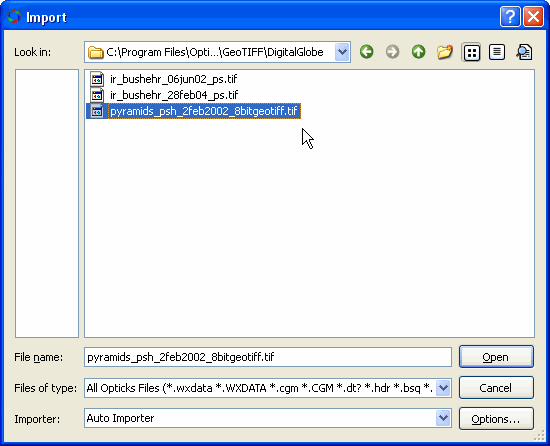 Import
Look in: C:\Program Files\Opti...\GeoTIFF\DigitalGlobe
ir_bushehr_06jun02_ps.tif
ir_bushehr_28feb04_ps.tif
pyramids_psh_2feb2002_8bitgeotiff.tif
File name: pyramids_psh_2feb2002_8bitgeotiff.tif Open
Files of type: All Opticks Files (*.wxdata *.WXDATA *.cgm *.CGM *.dt? *.hdr *.bsq *. Cancel
Importer: Auto Importer Options...